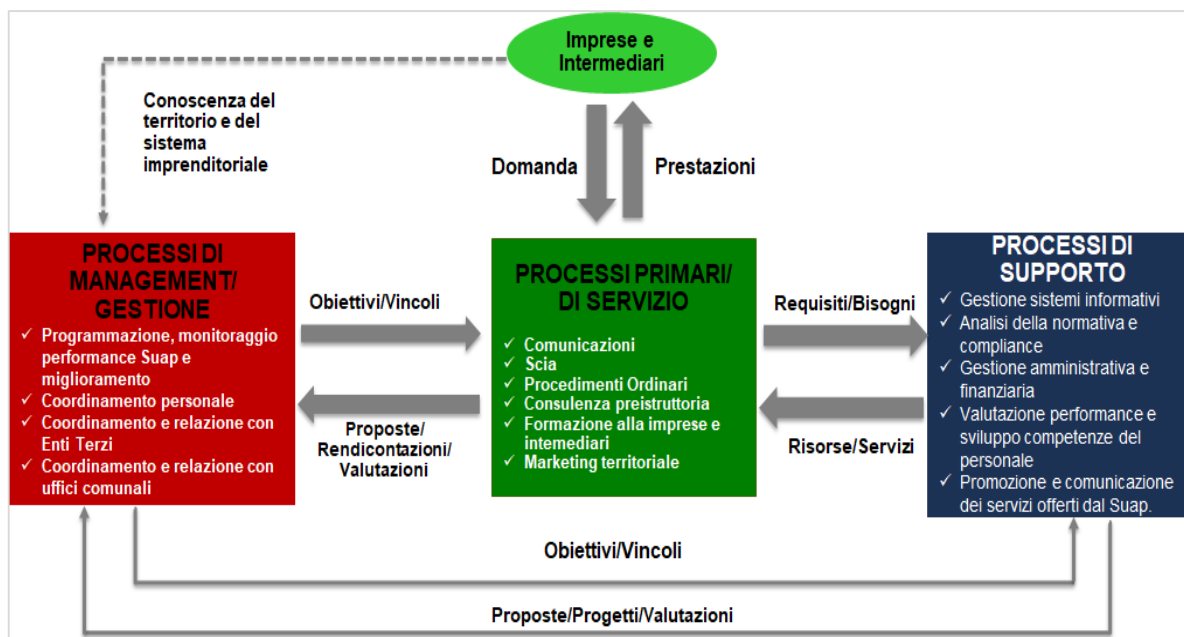 Imprese e
Intermediari
Conoscenza del
territorio e del
sistema
imprenditoriale
Domanda
Prestazioni
PROCESSI DI
MANAGEMENT/
GESTIONE
✓ Programmazione, monitoraggio
performance Suap e
miglioramento
✓ Coordinamento personale
✓ Coordinamento e relazione con
Enti Terzi
✓ Coordinamento e relazione con
uffici comunali
Obiettivi/Vincoli
Proposte/
Rendicontazioni/
Valutazioni
PROCESSI PRIMARI/
DI SERVIZIO
✓ Comunicazioni
✓ Scia
✓ Procedimenti Ordinari
✓ Consulenza preistruttoria
✓ Formazione alla imprese e
intemediari
✓ Marketing territoriale
Requisiti/Bisogni
Risorse/Servizi
PROCESSI DI
SUPPORTO
✓ Gestione sistemi informativi
✓ Analisi della normativa e
compliance
✓ Gestione amministrativa e
finanziaria
✓ Valutazione performance e
sviluppo competenze del
personale
✓ Promozione e comunicazione
dei servizi offerti dal Suap.
Obiettivi/Vincoli
Proposte/Progetti/Valutazioni